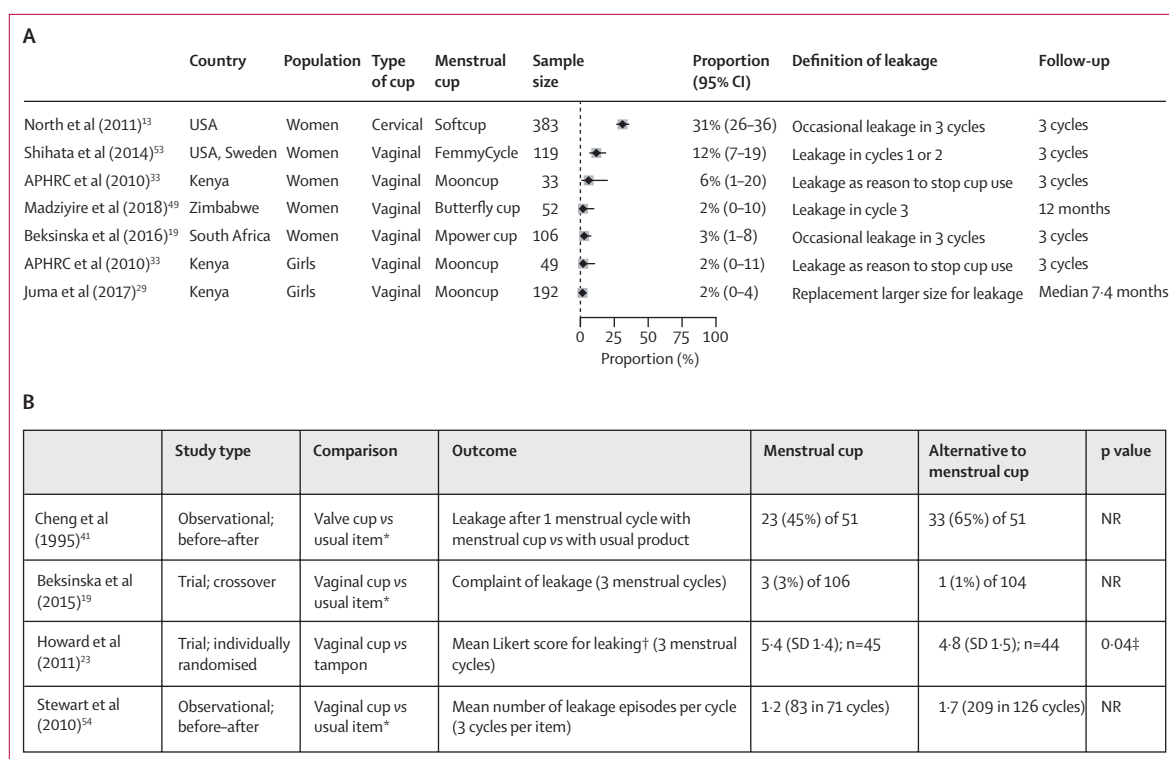 A
Country Population Type of cup Menstrual cup Sample size Proportion (95% CI) Definition of leakage Follow-up
North et al (2011)13 USA Women Cervical Softcup 383 31% (26–36) Occasional leakage in 3 cycles 3 cycles
Shihata et al (2014)53 USA, Sweden Women Vaginal FemmyCycle 119 12% (7–19) Leakage in cycles 1 or 2 3 cycles
APHRC et al (2010)33 Kenya Women Vaginal Mooncup 33 6% (1–20) Leakage as reason to stop cup use 3 cycles
Madziyire et al (2018)49 Zimbabwe Women Vaginal Butterfly cup 52 2% (0–10) Leakage in cycle 3 12 months
Beksinska et al (2016)19 South Africa Women Vaginal Mpower cup 106 3% (1–8) Occasional leakage in 3 cycles 3 cycles
APHRC et al (2010)33 Kenya Girls Vaginal Mooncup 49 2% (0–11) Leakage as reason to stop cup use 3 cycles
Juma et al (2017)29 Kenya Girls Vaginal Mooncup 192 2% (0–4) Replacement larger size for leakage Median 7·4 months
0 25 50 75 100
Proportion (%)
B
Study type Comparison Outcome Menstrual cup Alternative to menstrual cup p value
Cheng et al (1995)41 Observational; before–after Valve cup vs usual item* Leakage after 1 menstrual cycle with menstrual cup vs with usual product 23 (45%) of 51 33 (65%) of 51 NR
Beksinska et al (2015)19 Trial; crossover Vaginal cup vs usual item* Complaint of leakage (3 menstrual cycles) 3 (3%) of 106 1 (1%) of 104 NR
Howard et al (2011)23 Trial; individually randomised Vaginal cup vs tampon Mean Likert score for leaking† (3 menstrual cycles) 5·4 (SD 1·4); n=45 4·8 (SD 1·5); n=44 0·04‡
Stewart et al (2010)54 Observational; before–after Vaginal cup vs usual item* Mean number of leakage episodes per cycle (3 cycles per item) 1·2 (83 in 71 cycles) 1·7 (209 in 126 cycles) NR